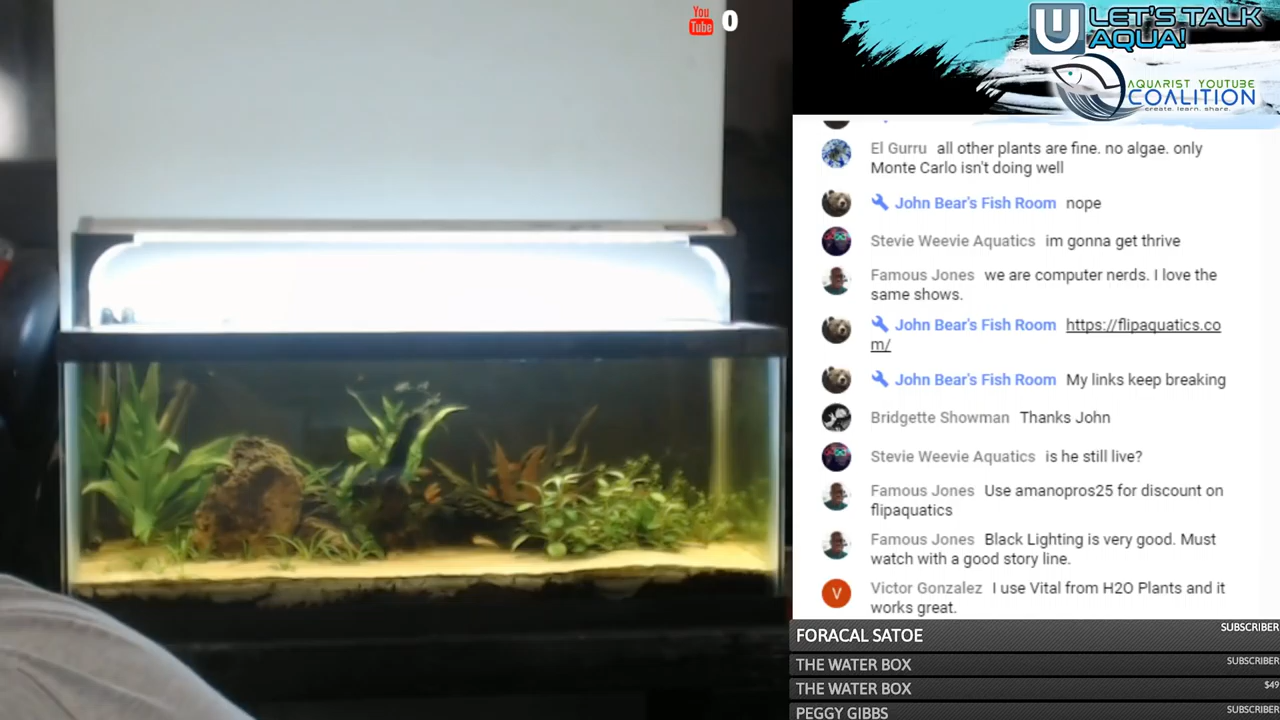 You
Tube 0
LET'S TALK
AQUA!
AQUARIST YOUTUBE
COALITION
create. learn. share.
El Gurru all other plants are fine. no algae. only
Monte Carlo isn't doing well
John Bear's Fish Room nope
Stevie Weevie Aquatics im gonna get thrive
Famous Jones we are computer nerds. I love the
same shows.
John Bear's Fish Room https://flipaquatics.co
m/
John Bear's Fish Room My links keep breaking
Bridgette Showman Thanks John
Stevie Weevie Aquatics is he still live?
Famous Jones Use amanopros25 for discount on
flipaquatics
Famous Jones Black Lighting is very good. Must
watch with a good story line.
V Victor Gonzalez I use Vital from H2O Plants and it
works great.
FORACAL SATOE SUBSCRIBER
THE WATER BOX SUBSCRIBER
THE WATER BOX $49
PEGGY GIBBS SUBSCRIBER